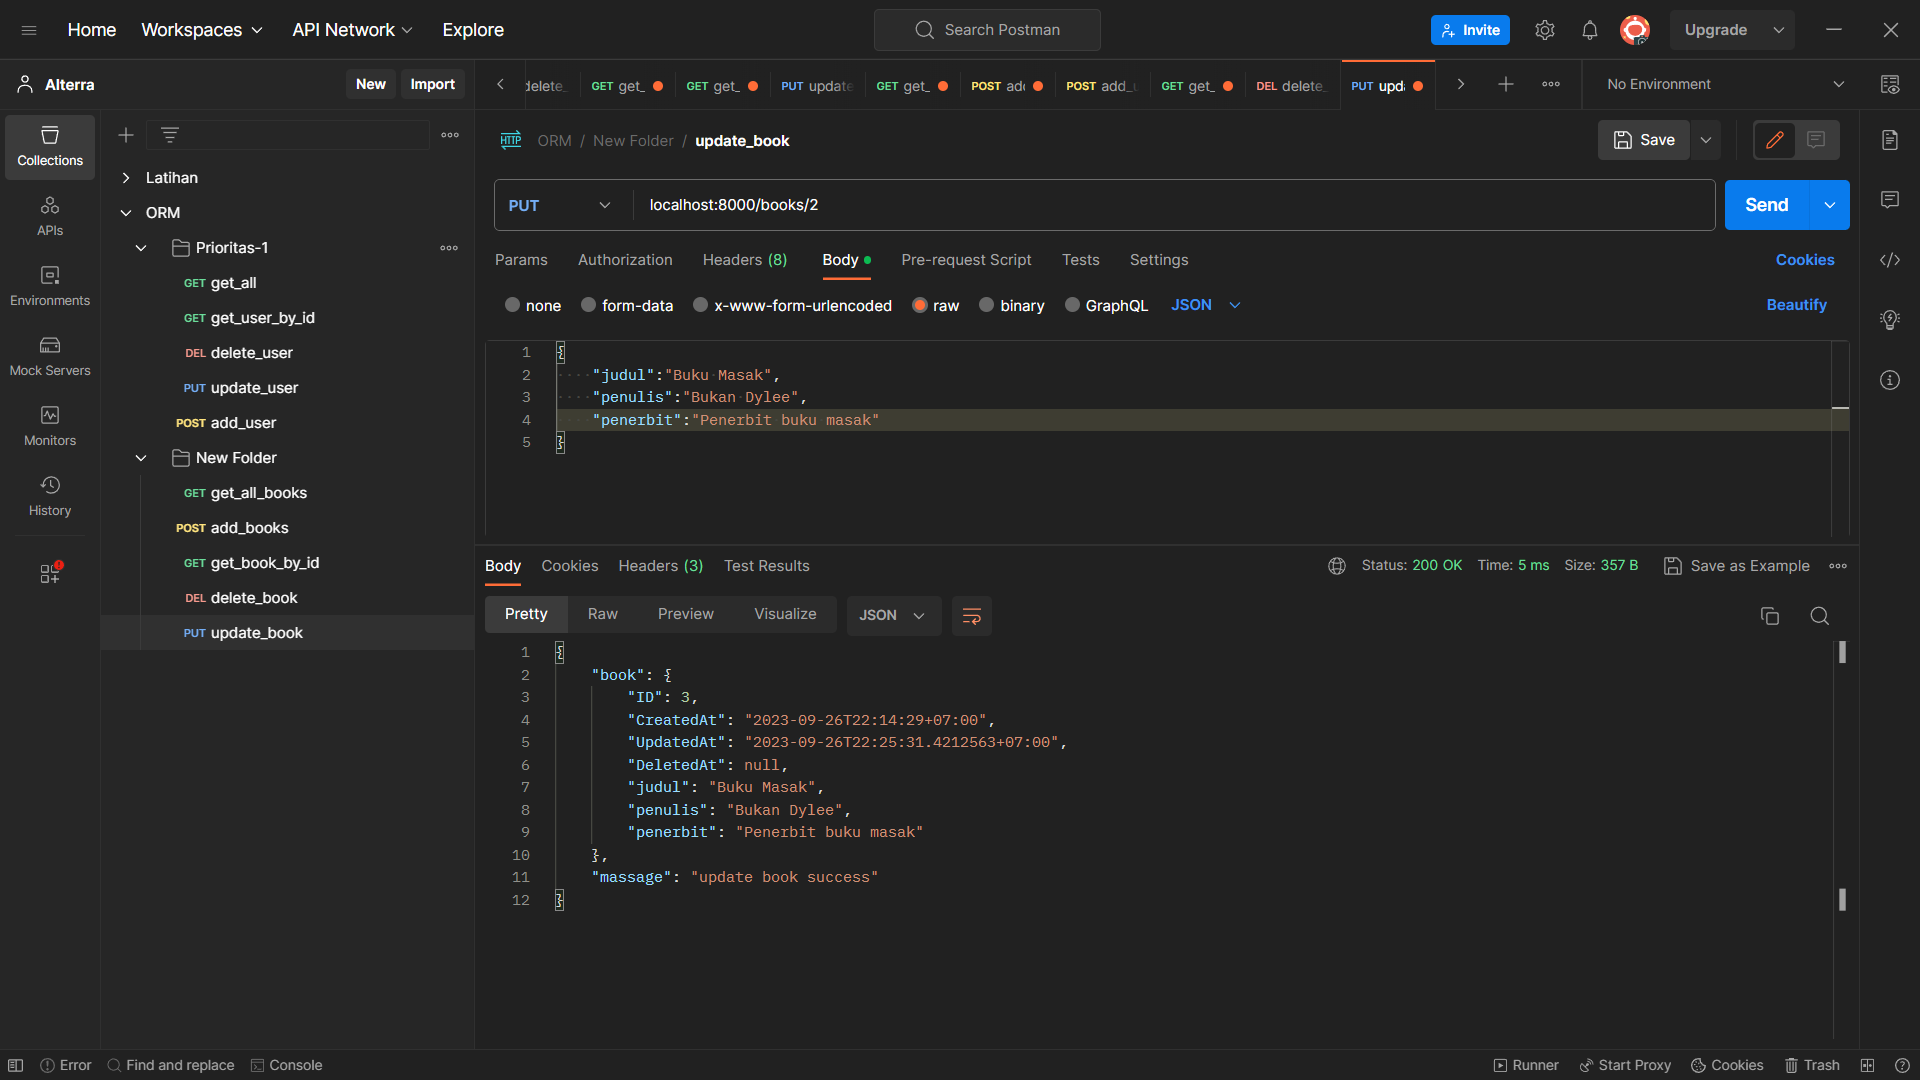 Home Workspaces API Network Explore Search Postman Invite Upgrade
Alterra New Import
delete_ GET get_ GET get_ PUT update GET get_ POST add POST add_u GET get_ DEL delete_ PUT upda No Environment
HTTP ORM / New Folder / update_book Save
Collections
APIs
Environments
Mock Servers
Monitors
History
Latihan
ORM
Prioritas-1
GET get_all
GET get_user_by_id
DEL delete_user
PUT update_user
POST add_user
New Folder
GET get_all_books
POST add_books
GET get_book_by_id
DEL delete_book
PUT update_book
PUT localhost:8000/books/2 Send
Params Authorization Headers (8) Body Pre-request Script Tests Settings Cookies
none form-data x-www-form-urlencoded raw binary GraphQL JSON Beautify
1 {
2 "judul":"Buku Masak",
3 "penulis":"Bukan Dylee",
4 "penerbit":"Penerbit buku masak"
5 }
Body Cookies Headers (3) Test Results Status: 200 OK Time: 5 ms Size: 357 B Save as Example
Pretty Raw Preview Visualize JSON
1 {
2 "book": {
3 "ID": 3,
4 "CreatedAt": "2023-09-26T22:14:29+07:00",
5 "UpdatedAt": "2023-09-26T22:25:31.4212563+07:00",
6 "DeletedAt": null,
7 "judul": "Buku Masak",
8 "penulis": "Bukan Dylee",
9 "penerbit": "Penerbit buku masak"
10 },
11 "massage": "update book success"
12 }
Error Find and replace Console Runner Start Proxy Cookies Trash